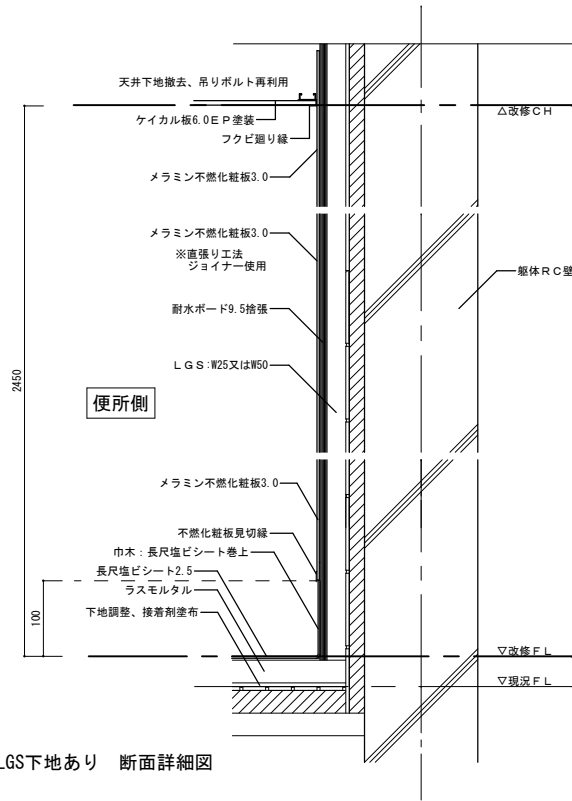 天井下地撤去、吊りボルト再利用
△改修CH
ケイカル板6.0EP塗装
フクビ廻り縁
メラミン不燃化粧板3.0
メラミン不燃化粧板3.0
※直張り工法
ジョイナー使用
躯体RC壁
耐水ボード9.5捨張
LGS:W25又はW50
2450
便所側
メラミン不燃化粧板3.0
不燃化粧板見切縁
巾木：長尺塩ビシート巻上
長尺塩ビシート2.5
ラスモルタル
下地調整、接着剤塗布
100
▽改修FL
▽現況FL
LGS下地あり　断面詳細図